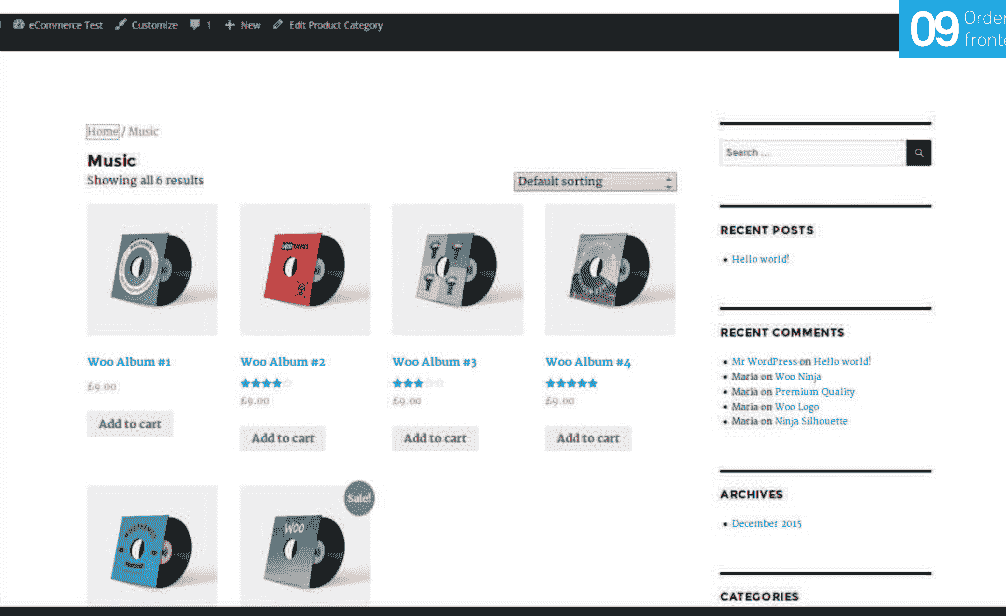 eCommerce Test Customize 1 New Edit Product Category
09 Order
fronte
Home / Music
Music
Showing all 6 results
Default sorting
Search ...
Woo Album #1
£9.00
Add to cart
Woo Album #2
£9.00
Add to cart
Woo Album #3
£9.00
Add to cart
Woo Album #4
£9.00
Add to cart
Sale!
WOO
RECENT POSTS
Hello world!
RECENT COMMENTS
Mr WordPress on Hello world!
Maria on Woo Ninja
Maria on Premium Quality
Maria on Woo Logo
Maria on Ninja Silhouette
ARCHIVES
December 2015
CATEGORIES